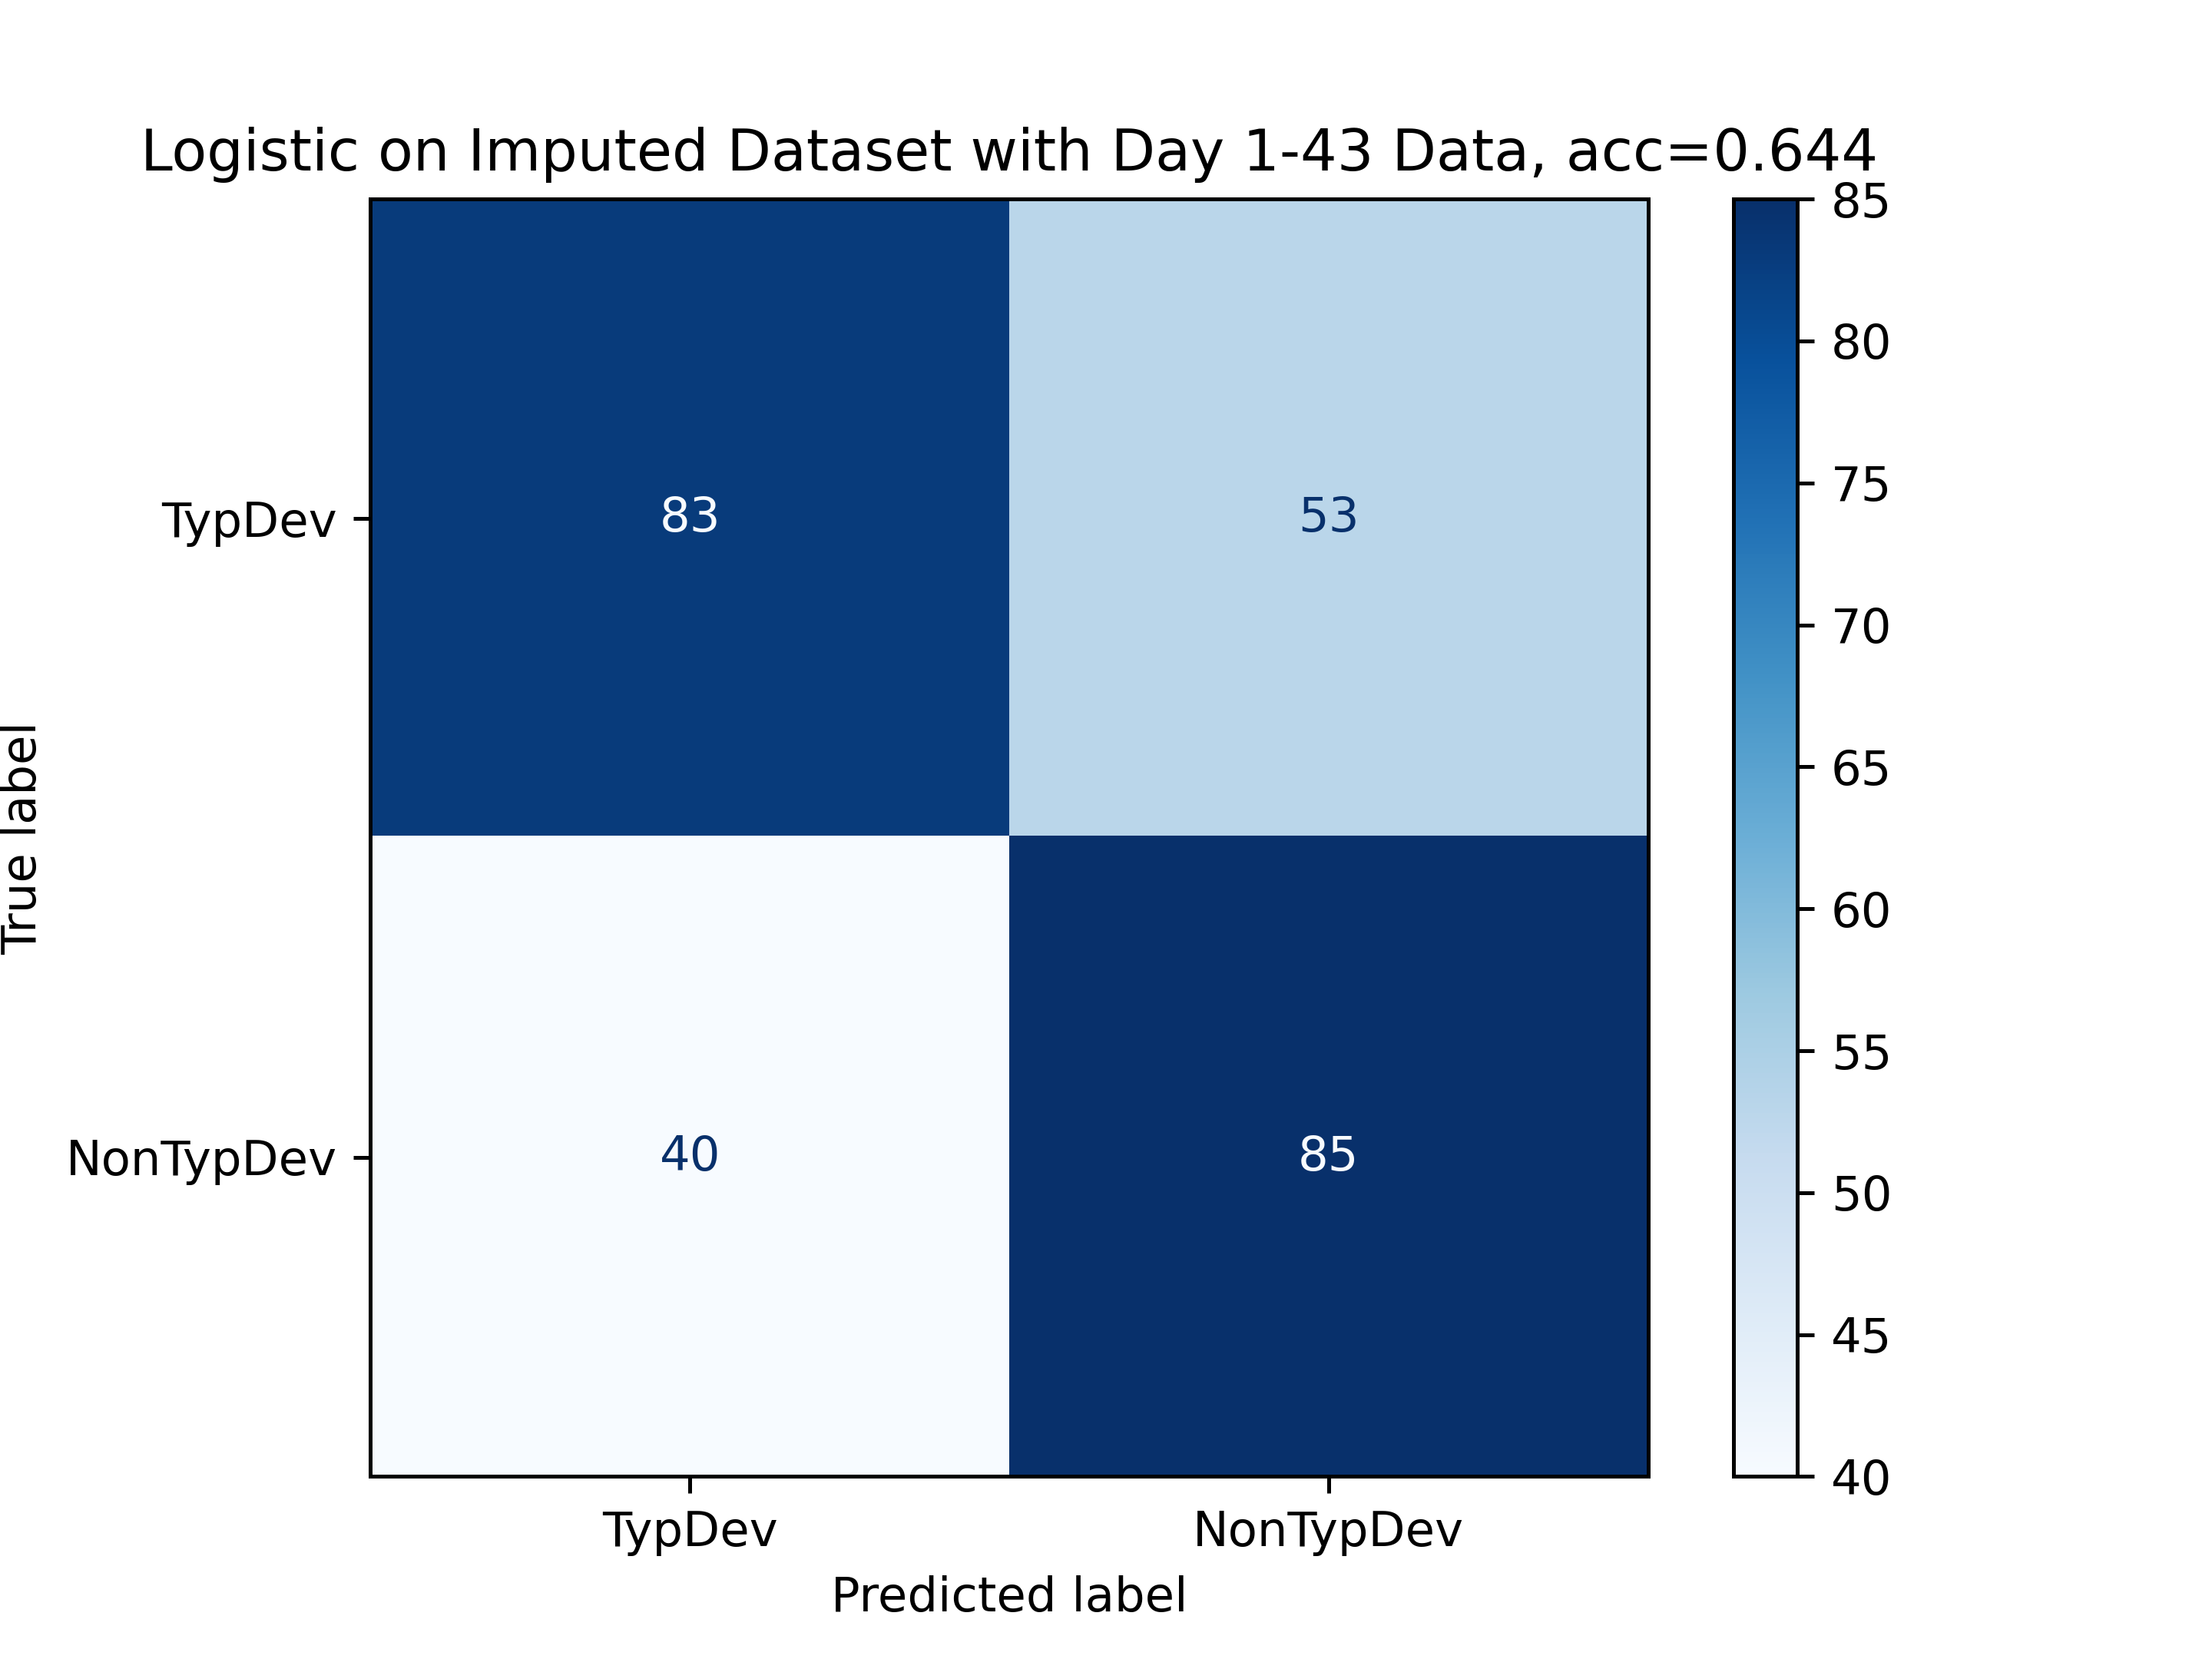 Logistic on Imputed Dataset with Day 1-43 Data, acc=0.644
85
80
75
70
65
60
55
50
45
40
True label
TypDev
83
53
NonTypDev
40
85
TypDev
NonTypDev
Predicted label